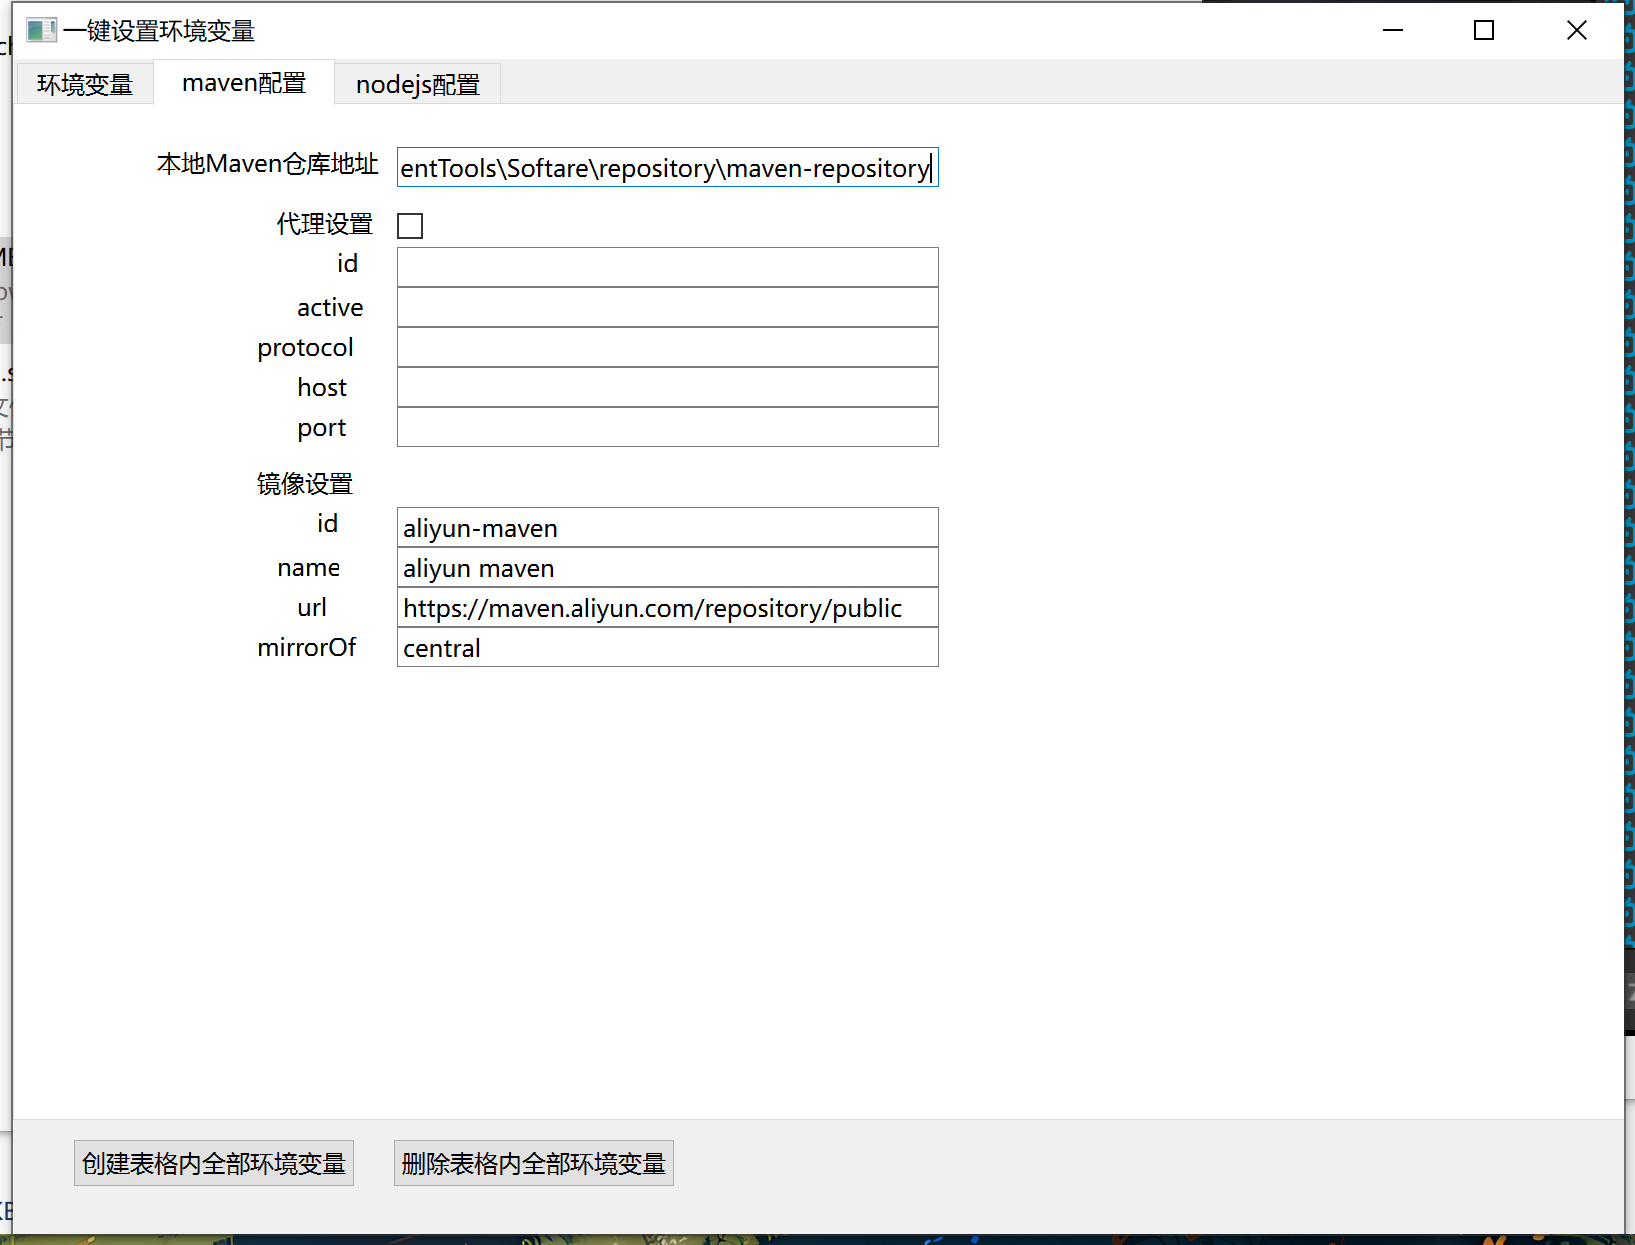 一键设置环境变量
环境变量 maven配置 nodejs配置
本地Maven仓库地址 entTools\Softare\repository\maven-repository
代理设置
id
active
protocol
host
port
镜像设置
id aliyun-maven
name aliyun maven
url https://maven.aliyun.com/repository/public
mirrorOf central
创建表格内全部环境变量 删除表格内全部环境变量